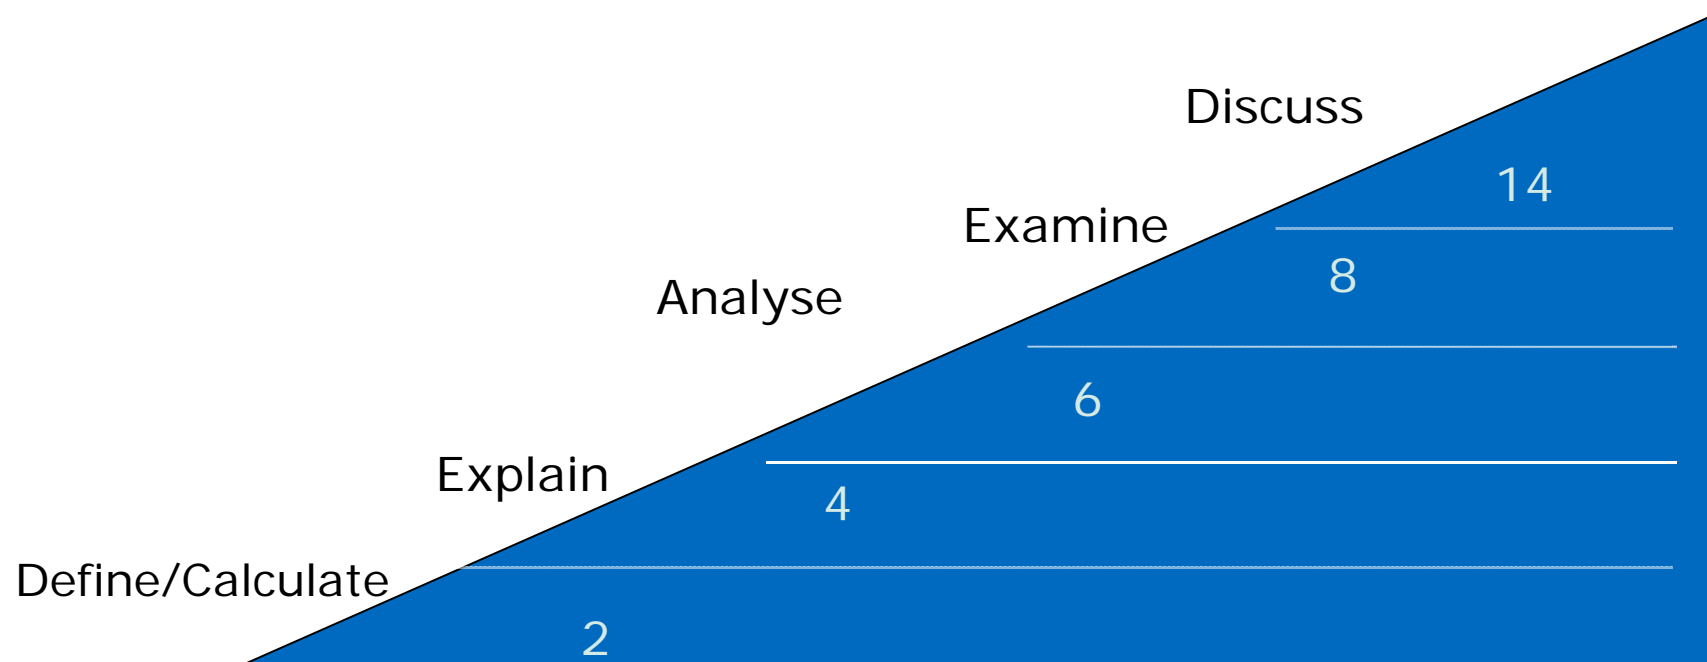 Discuss
14
Examine
8
Analyse
6
Explain
4
Define/Calculate
2